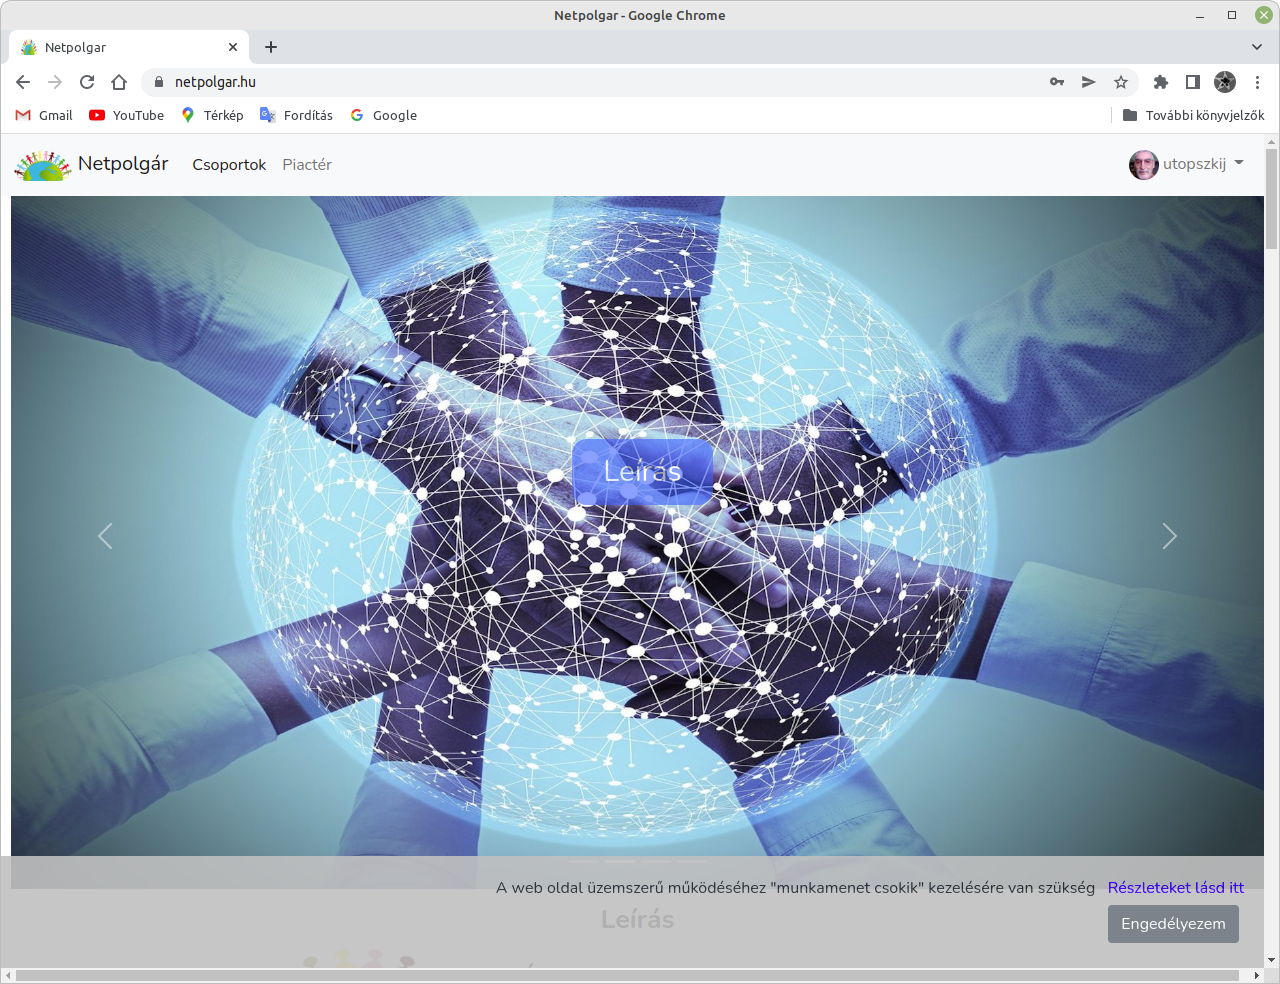 Netpolgar - Google Chrome
Netpolgar
netpolgar.hu
Gmail YouTube Térkép Fordítás Google További könyvjelzők
Netpolgár Csoportok Piactér utopszkij
Leírás
A web oldal üzemszerű működéséhez "munkamenet csokik" kezelésére van szükség Részleteket lásd itt
Leírás
Engedélyezem